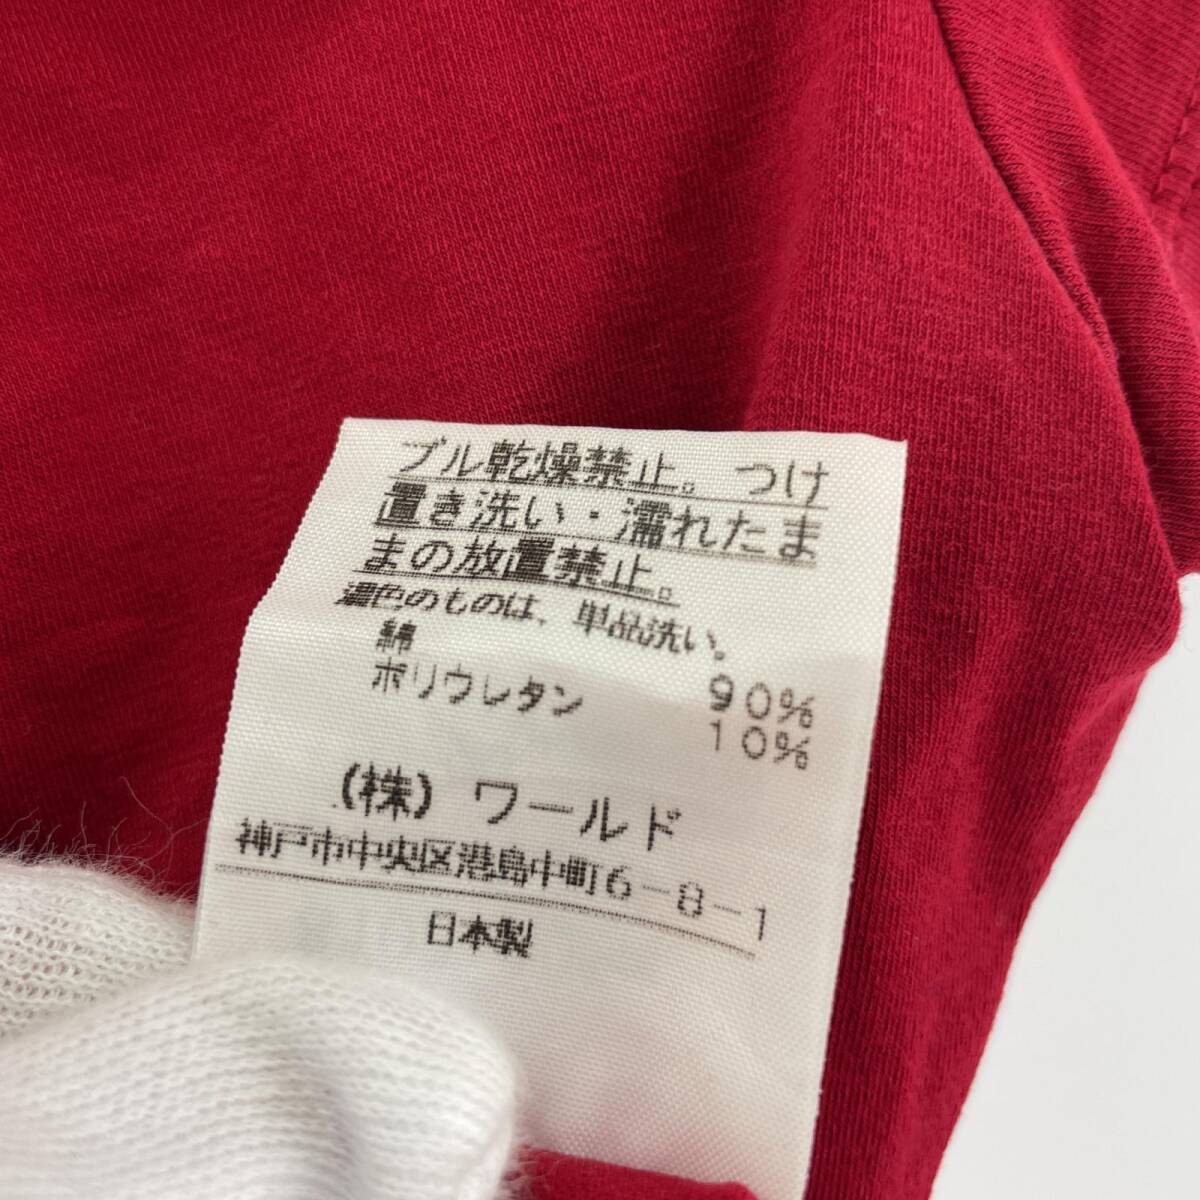 ブル乾燥禁止。つけ
置き洗い・濡れたま
まの放置禁止。
濃色のものは、単品洗い。
綿 90%
ポリウレタン 10%
(株) ワールド
神戸市中央区港島中町6-8-1
日本製